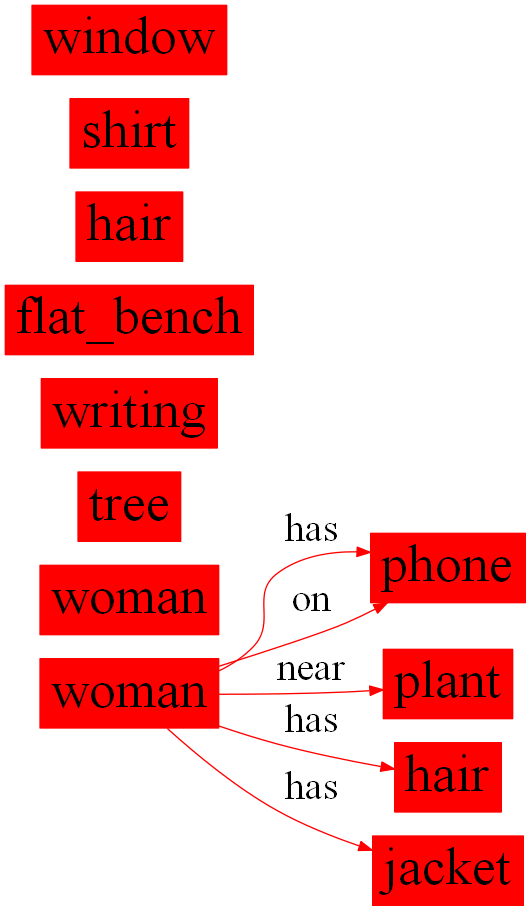 window
shirt
hair
flat_bench
writing
tree
woman
woman
has
on
near
has
has
phone
plant
hair
jacket